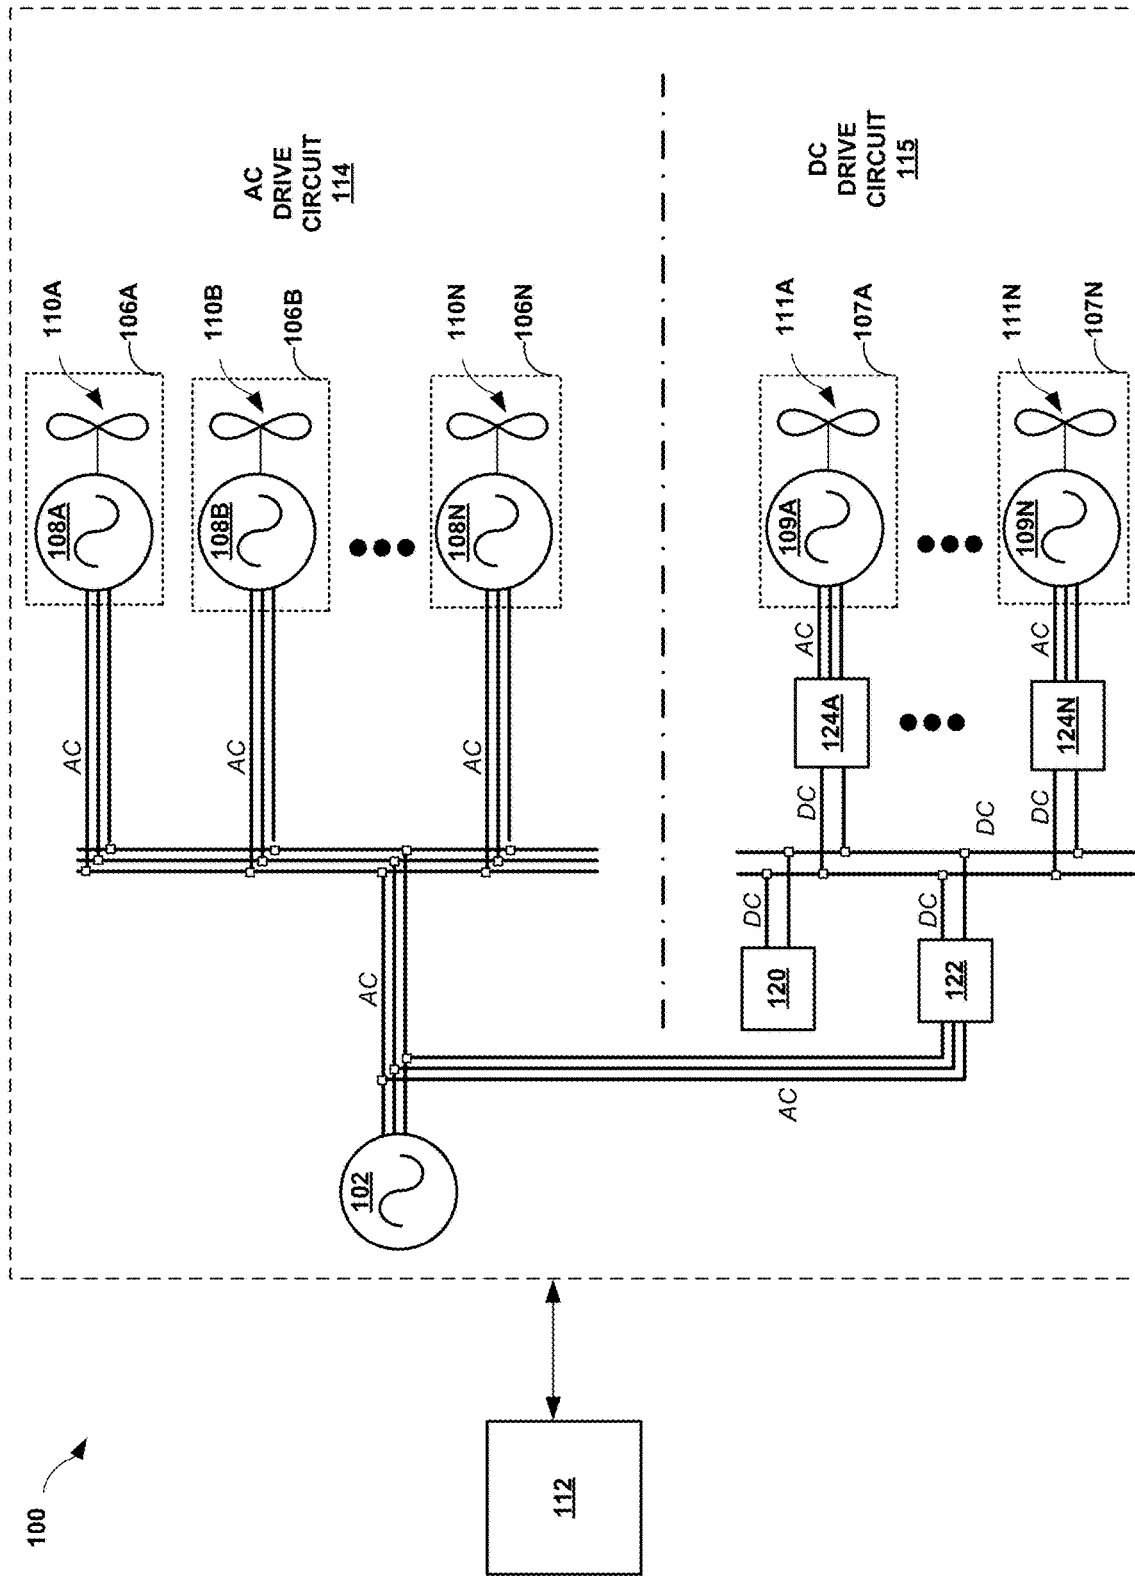 100
112
102
AC
AC
AC
AC
AC
108A
108B
108N
110A
106A
110B
106B
110N
106N
AC
DRIVE
CIRCUIT
114
120
122
DC
DC
DC
DC
DC
124A
124N
AC
AC
109A
109N
111A
107A
111N
107N
DC
DRIVE
CIRCUIT
115